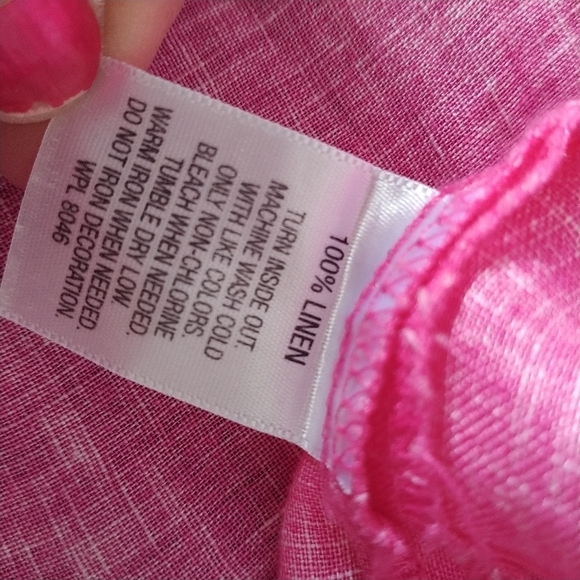 100% LINEN
TURN INSIDE OUT.
MACHINE WASH COLD
WITH LIKE COLORS.
ONLY NON-CHLORINE
BLEACH WHEN NEEDED.
TUMBLE DRY LOW.
WARM IRON WHEN NEEDED.
DO NOT IRON DECORATION.
WPL 8046